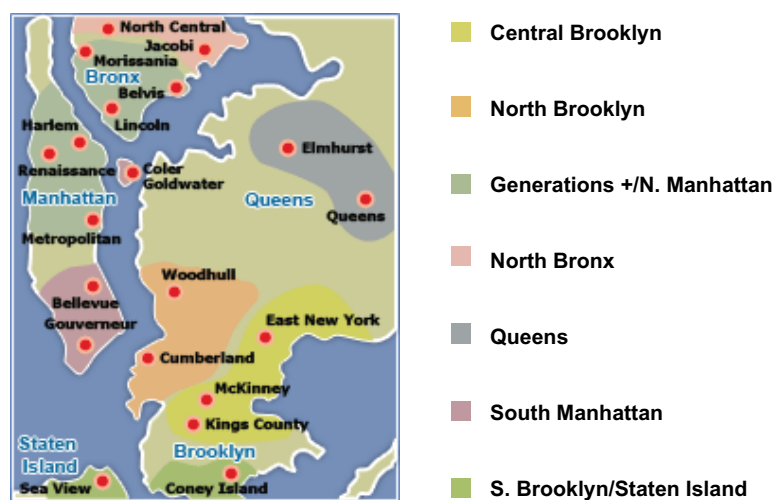 North Central
Jacobi
Morissania
Bronx
Belvis
Harlem
Lincoln
Renaissance
Coler
Goldwater
Elmhurst
Manhattan
Queens
Queens
Metropolitan
Woodhull
Bellevue
Gouverneur
East New York
Cumberland
McKinney
Kings County
Staten
Island
Brooklyn
Sea View
Coney Island
Central Brooklyn
North Brooklyn
Generations +/N. Manhattan
North Bronx
Queens
South Manhattan
S. Brooklyn/Staten Island